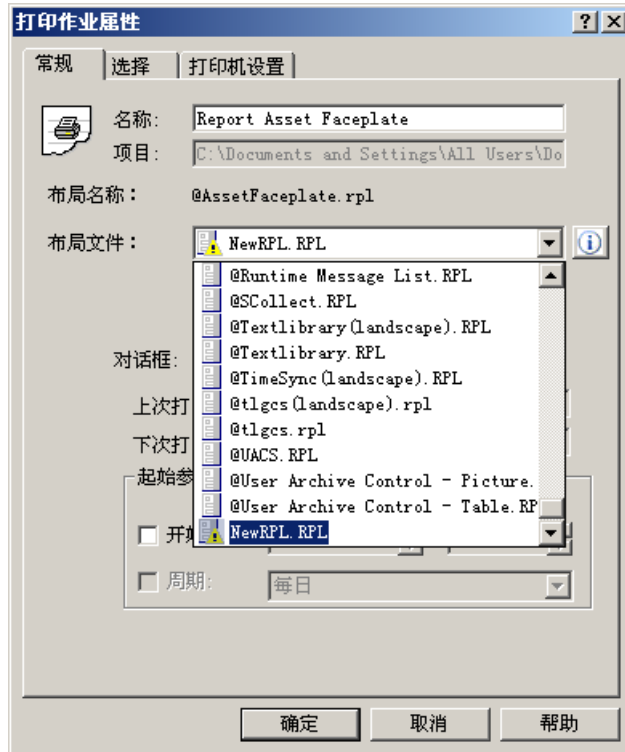 打印作业属性
常规 选择 打印机设置
名称: Report Asset Faceplate
项目: C:\Documents and Settings\All Users\Do
布局名称： @AssetFaceplate.rpl
布局文件： NewRPL.RPL
@Runtime Message List.RPL
@SCollect.RPL
@Textlibrary(landscape).RPL
@Textlibrary.RPL
对话框:
@TimeSync(landscape).RPL
上次打
@tlgcs(landscape).rpl
@tlgcs.rpl
下次打
@UACS.RPL
起始参
@User Archive Control - Picture.
@User Archive Control - Table.RP
NewRPL.RPL
周期: 每日
确定 取消 帮助